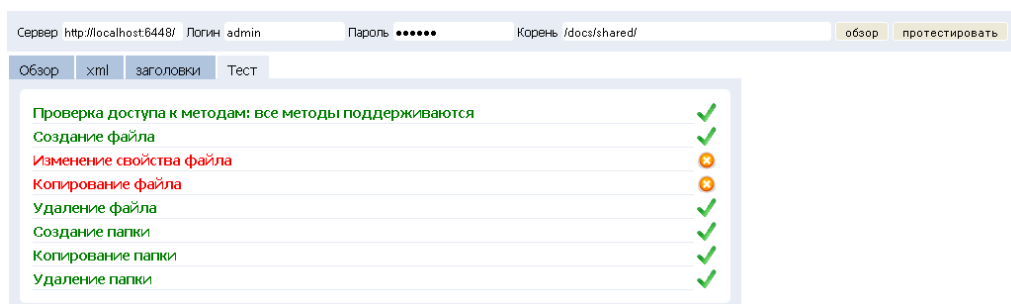 Сервер http://localhost:6448/ Логин admin Пароль ●●●●●● Корень /docs/shared/ обзор протестировать
Обзор xml заголовки Тест
Проверка доступа к методам: все методы поддерживаются
Создание файла
Изменение свойства файла
Копирование файла
Удаление файла
Создание папки
Копирование папки
Удаление папки